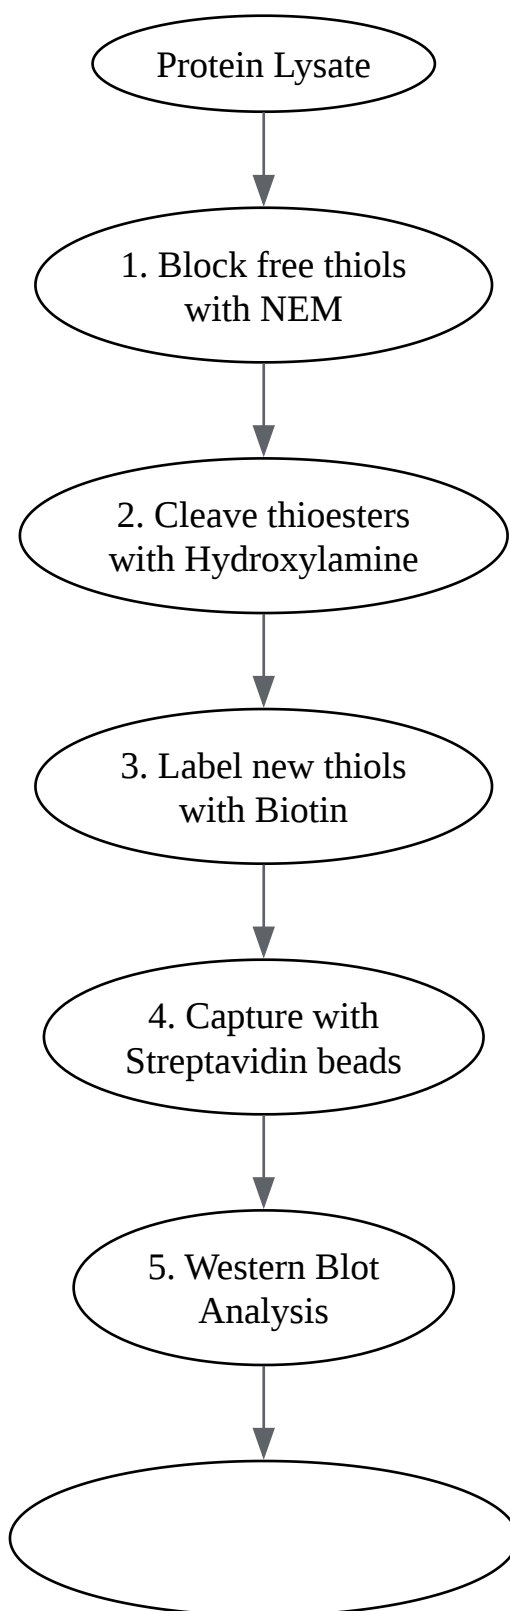 Protein Lysate
1. Block free thiols
with NEM
2. Cleave thioesters
with Hydroxylamine
3. Label new thiols
with Biotin
4. Capture with
Streptavidin beads
5. Western Blot
Analysis